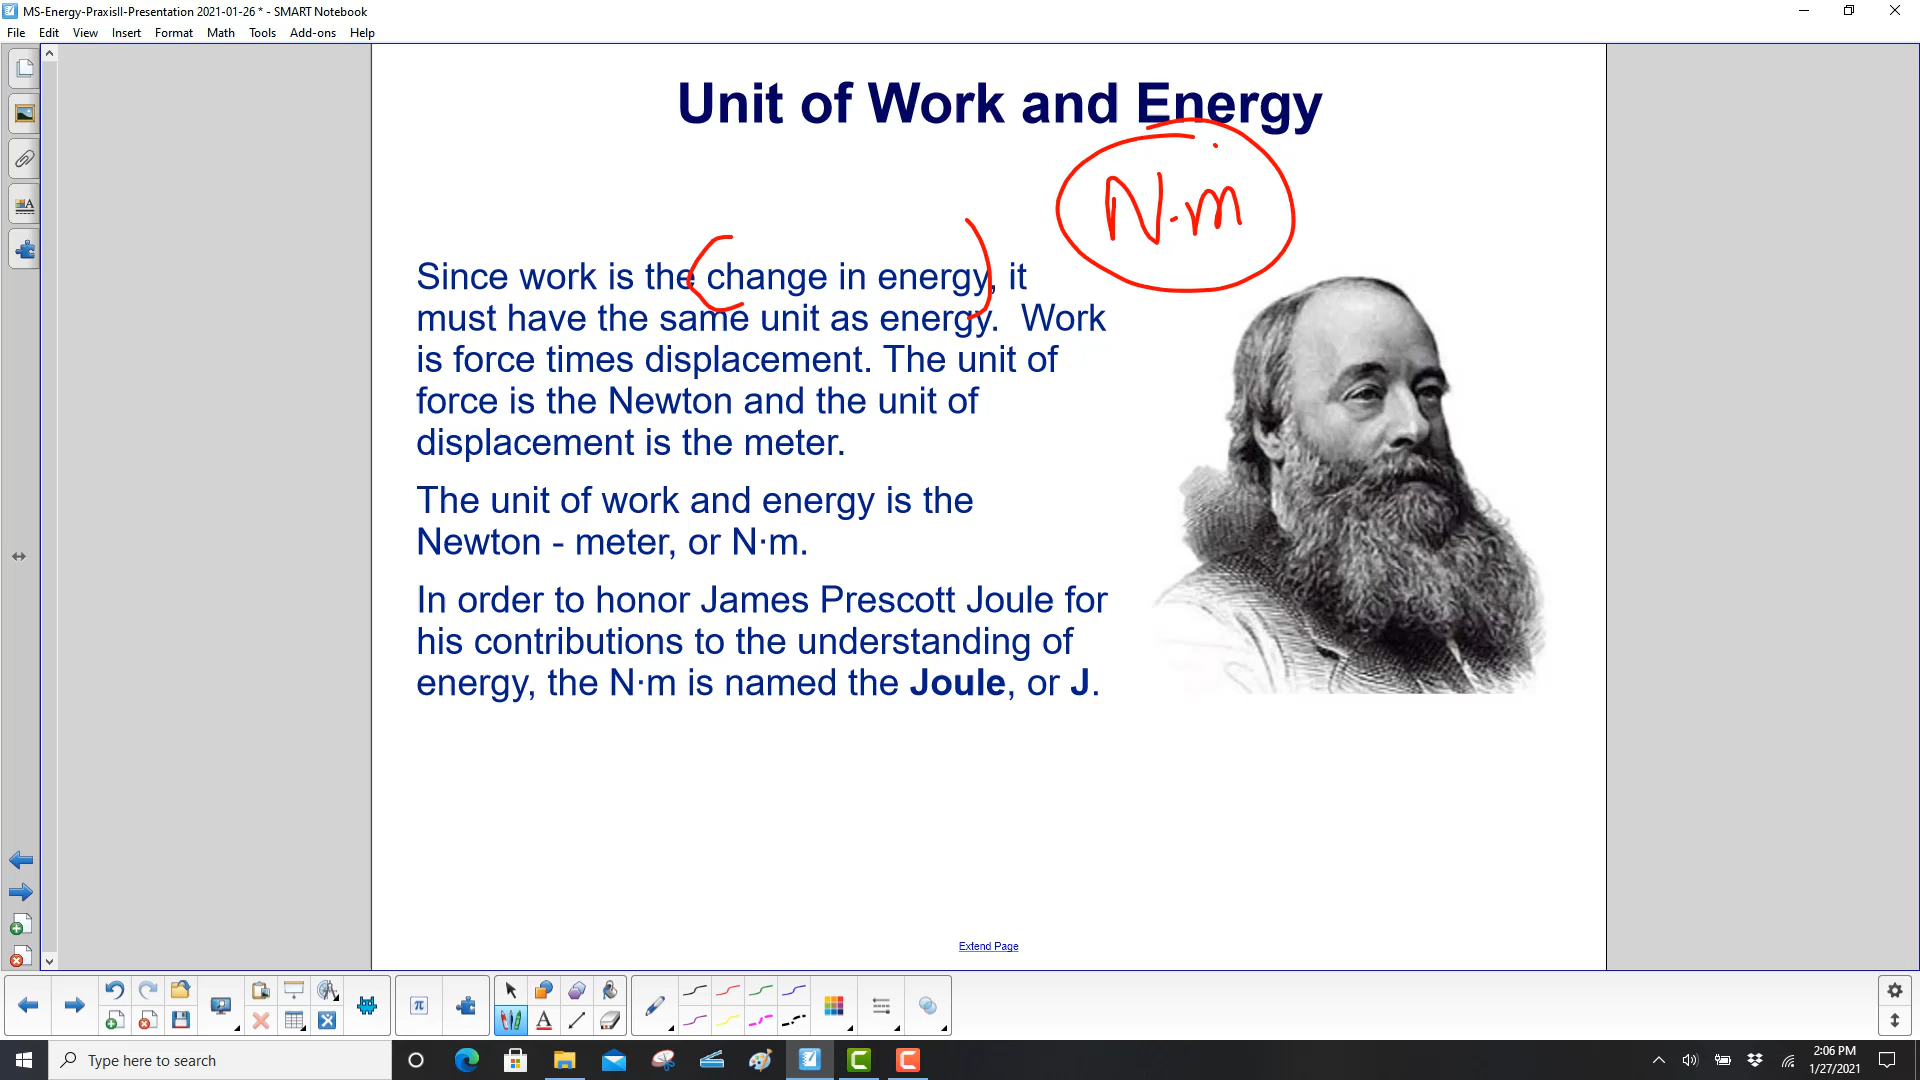 MS-Energy-PraxisII-Presentation 2021-01-26 * - SMART Notebook
File Edit View Insert Format Math Tools Add-ons Help
Unit of Work and Energy
N·m
Since work is the change in energy, it
must have the same unit as energy. Work
is force times displacement. The unit of
force is the Newton and the unit of
displacement is the meter.
The unit of work and energy is the
Newton - meter, or N·m.
In order to honor James Prescott Joule for
his contributions to the understanding of
energy, the N·m is named the Joule, or J.
Extend Page
π
A
Type here to search
2:06 PM
1/27/2021